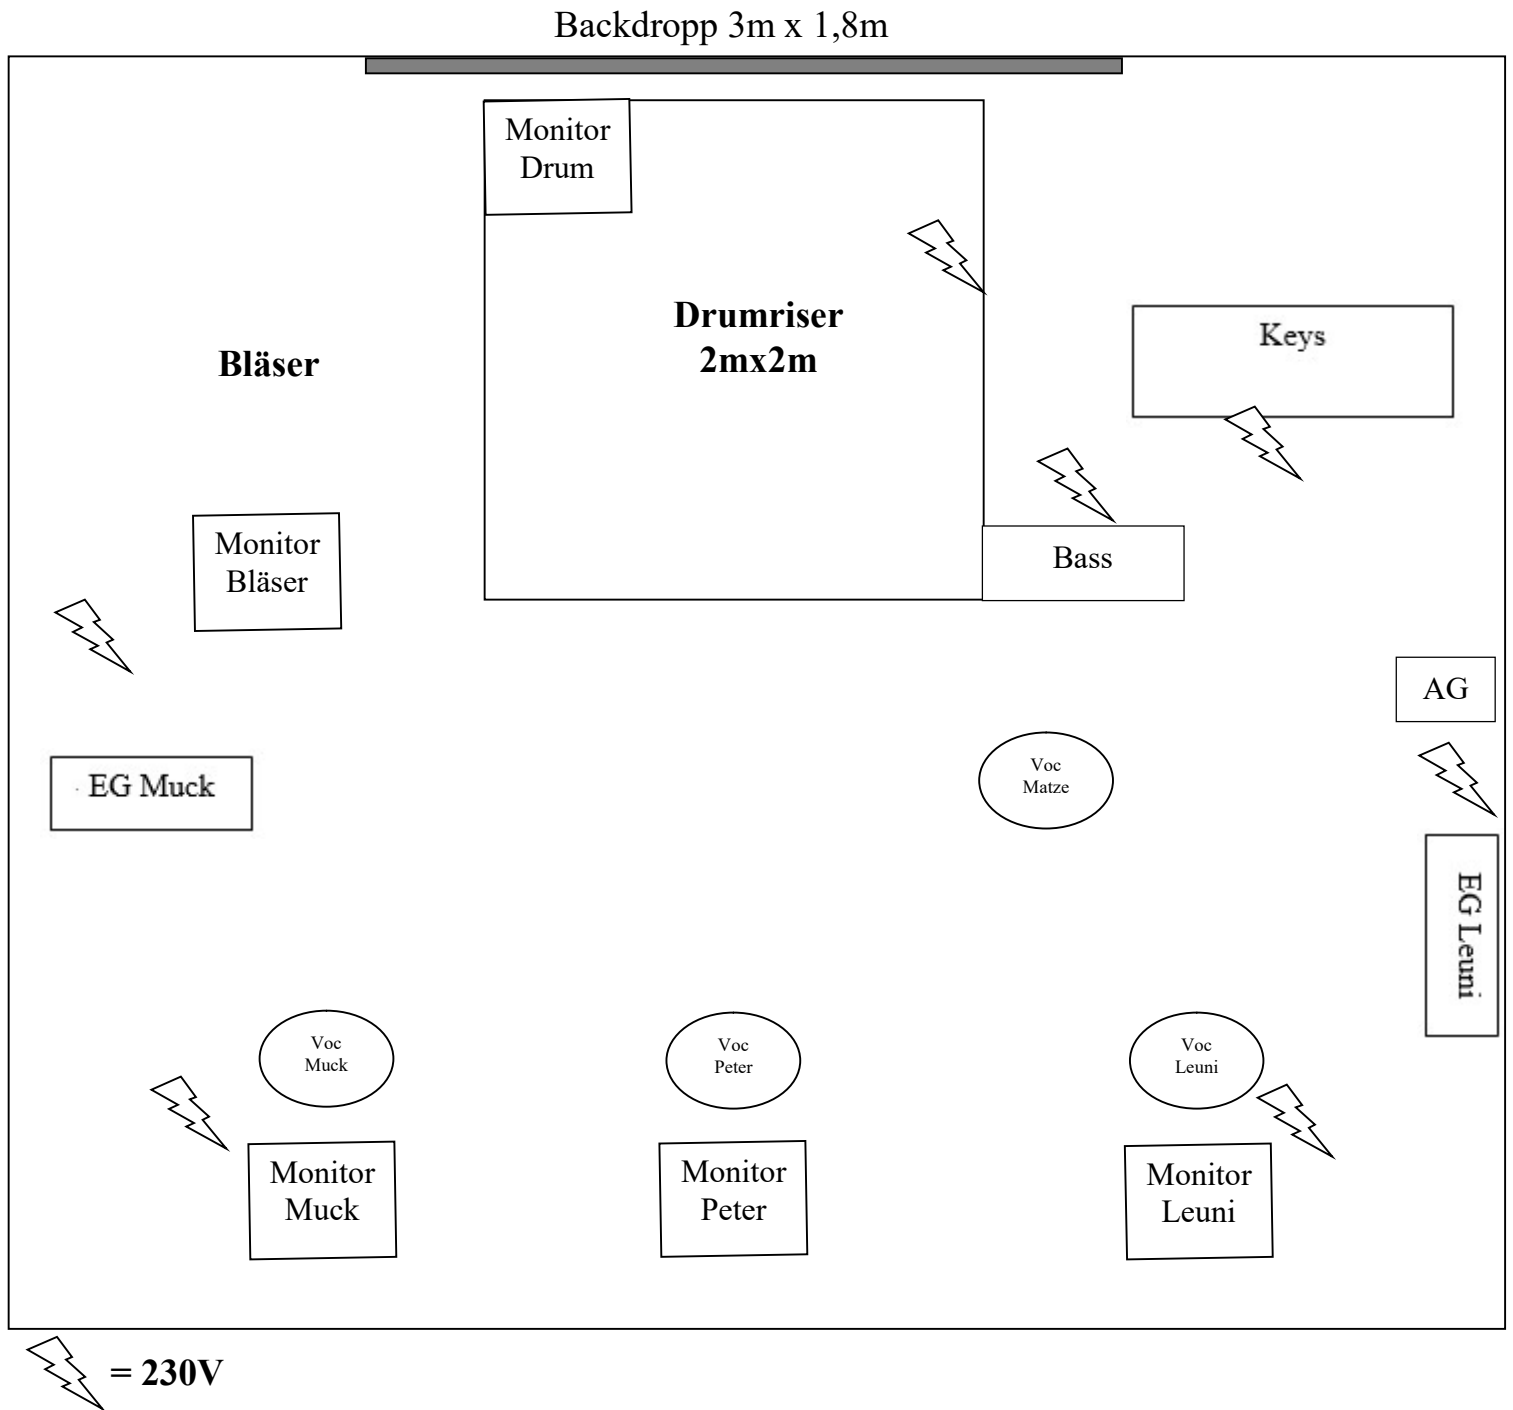 Backdropp 3m x 1,8m
Monitor
Drum
Drumriser
2mx2m
Keys
Bläser
Monitor
Bläser
Bass
AG
EG Muck
Voc
Matze
EG Leuni
Voc
Muck
Voc
Peter
Voc
Leuni
Monitor
Muck
Monitor
Peter
Monitor
Leuni
= 230V